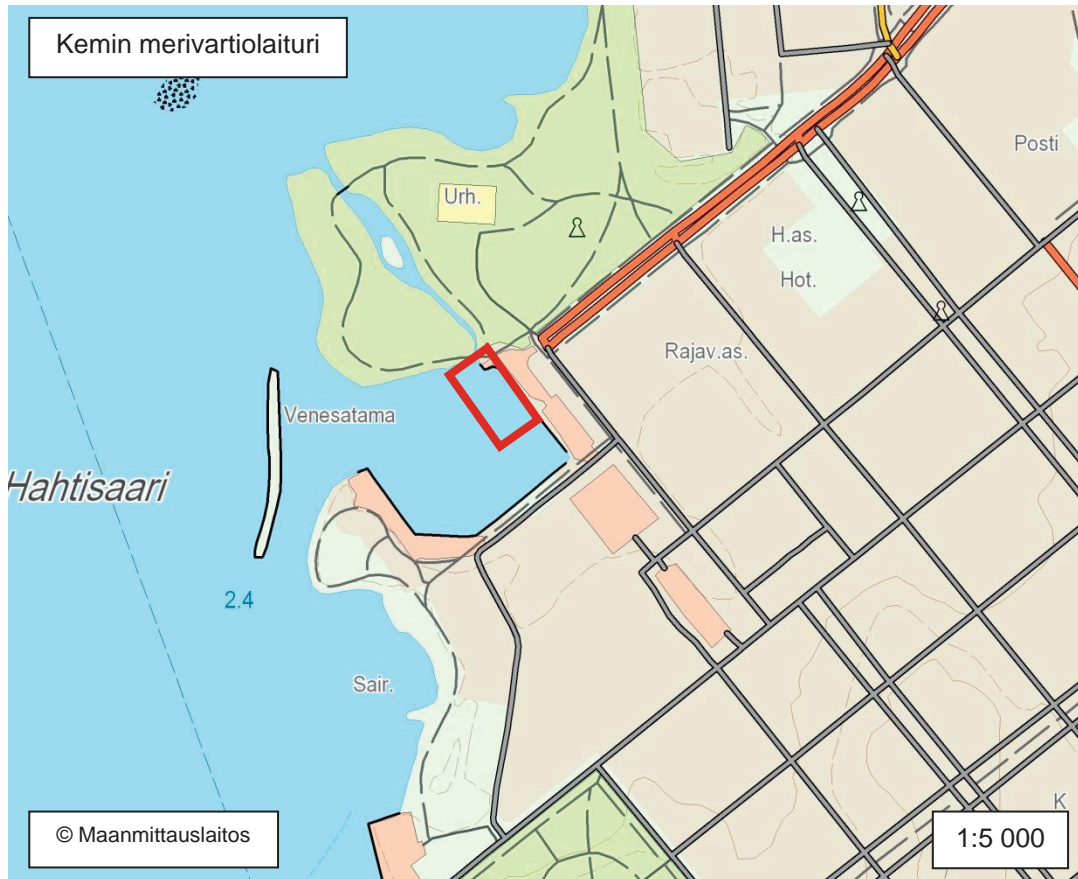 Kemin merivartiolaituri
Posti
Urh.
H.as.
Hot.
Rajav.as.
Venesatama
Hahtisaari
2.4
Sair.
K
© Maanmittauslaitos
1:5 000